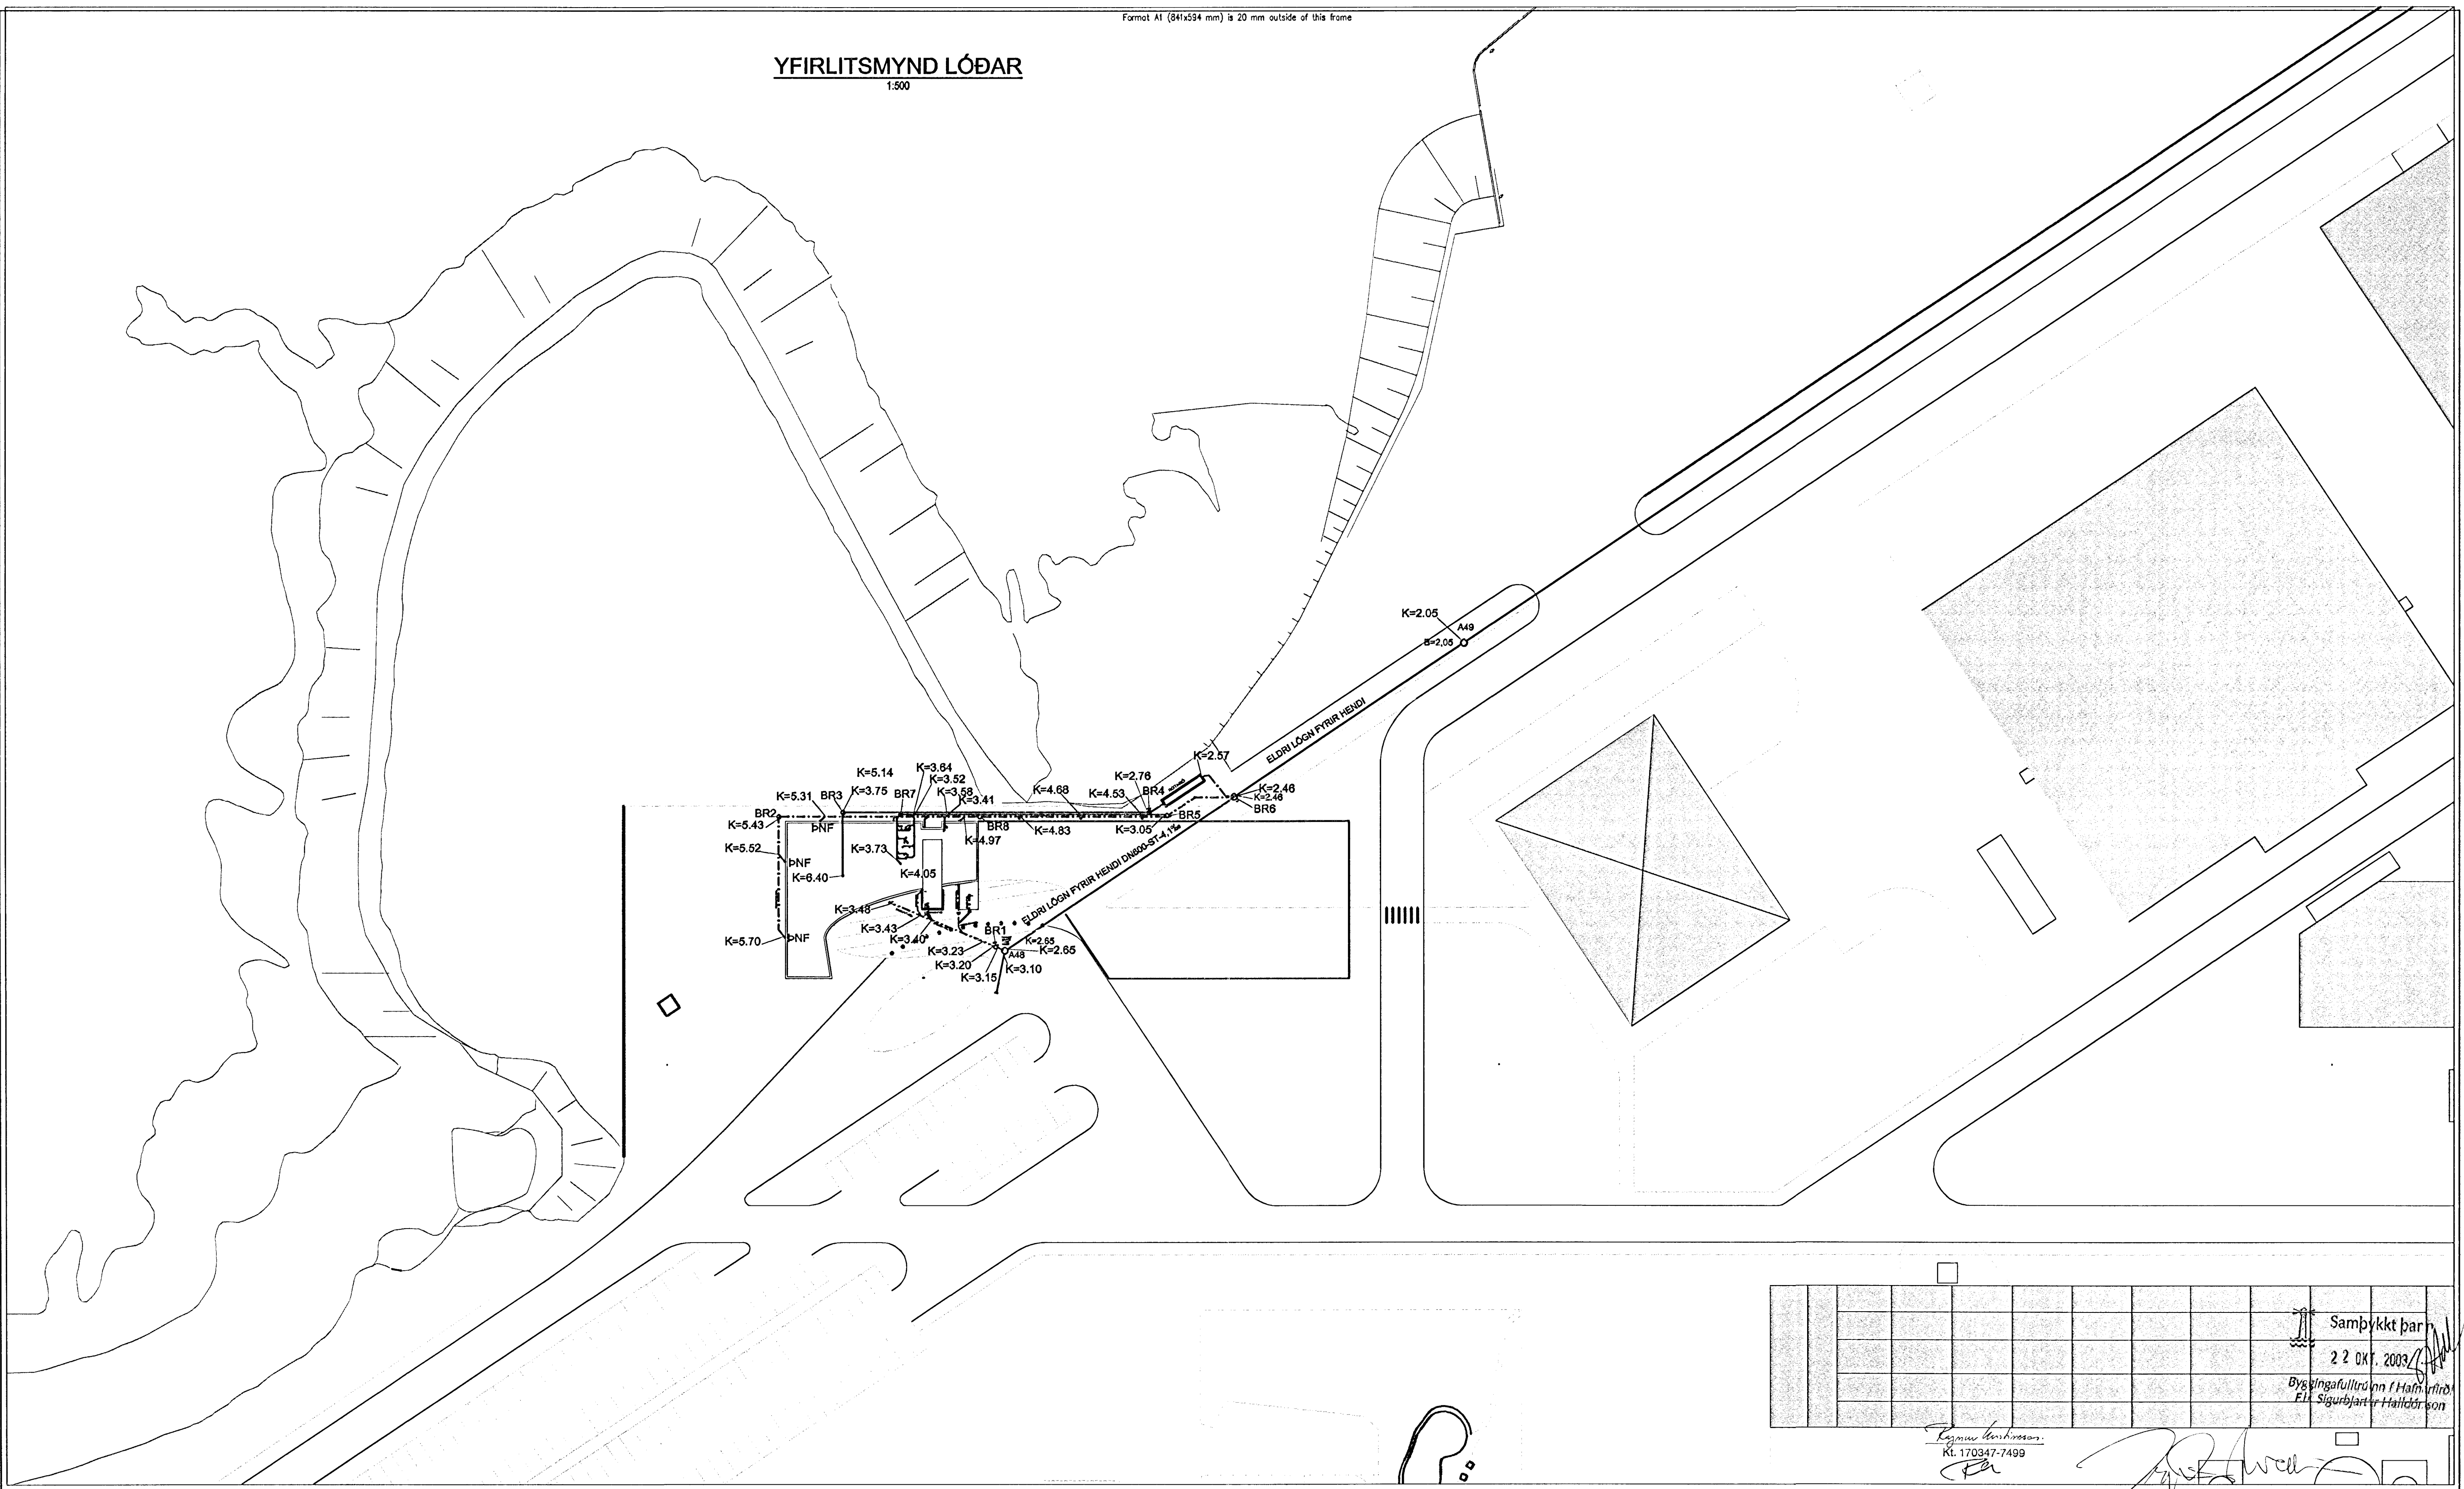 Format A1 (841x594 mm) is 20 mm outside of this frame
YFIRLITSMYND LÓÐAR
1:500
K=2.05
A49
B=2,05
ELDRI LÖGN FYRIR HENDI
K=2.57
K=2.76
BR4
K=2.46
K=2.46
BR6
BR5
K=3.05
K=4.53
K=4.68
K=4.83
BR8
K=4.97
K=3.41
K=3.58
K=3.52
K=3.64
BR7
K=5.14
K=3.75
BR3
K=5.31
ÞNF
BR2
K=5.43
K=5.52
ÞNF
K=6.40
K=3.73
K=4.05
ELDRI LÖGN FYRIR HENDI DN600-ST-4,1‰
K=3.48
K=3.43
K=3.40
K=5.70
ÞNF
BR1
K=2.65
K=2.65
A48
K=3.23
K=3.20
K=3.15
K=3.10
Samþykkt þann
22 OKT. 2003
Byggingafulltrúinn í Hafnarfirði
F.h. Sigurbjartur Halldórsson
Kt. 170347-7499